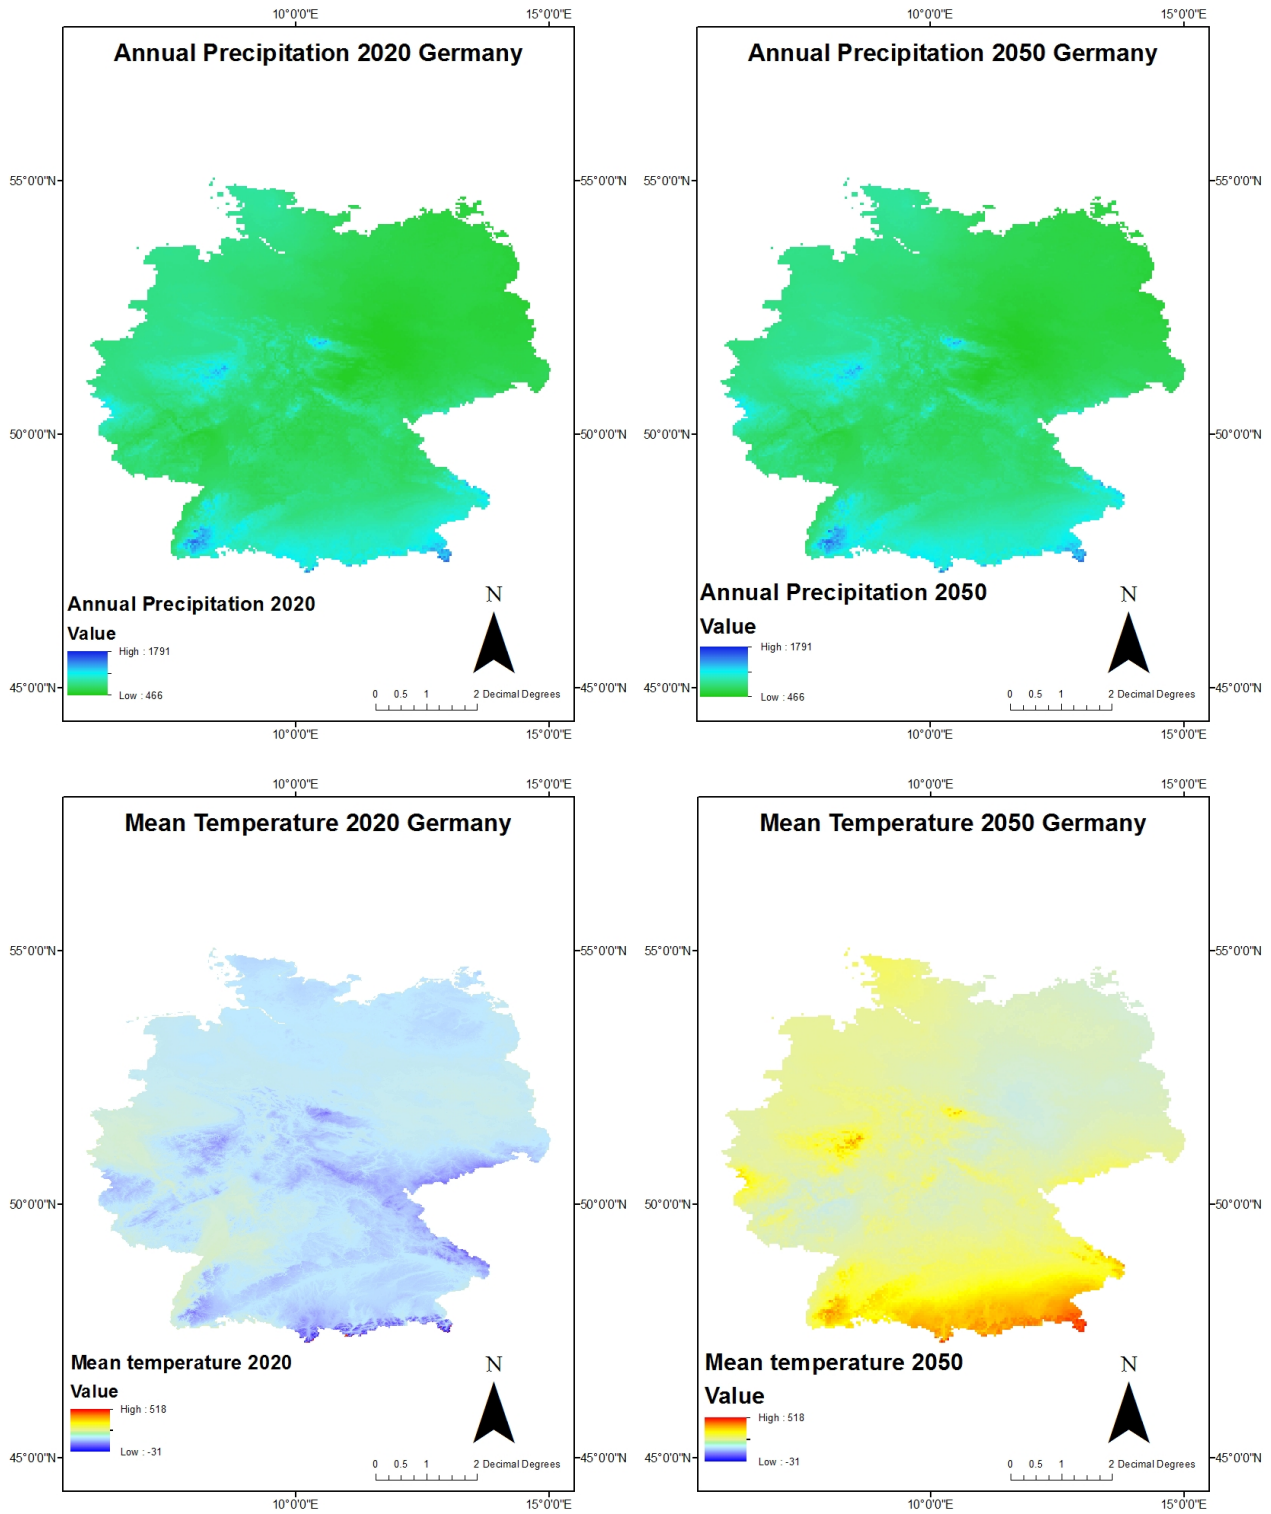 10°0'0"E 15°0'0"E
Annual Precipitation 2020 Germany
55°0'0"N 55°0'0"N
50°0'0"N 50°0'0"N
Annual Precipitation 2020
Value
High : 1791
Low : 466
N
0 0.5 1 2 Decimal Degrees
45°0'0"N 45°0'0"N
10°0'0"E 15°0'0"E
10°0'0"E 15°0'0"E
Annual Precipitation 2050 Germany
55°0'0"N 55°0'0"N
50°0'0"N 50°0'0"N
Annual Precipitation 2050
Value
High : 1791
Low : 466
N
0 0.5 1 2 Decimal Degrees
45°0'0"N 45°0'0"N
10°0'0"E 15°0'0"E
10°0'0"E 15°0'0"E
Mean Temperature 2020 Germany
55°0'0"N 55°0'0"N
50°0'0"N 50°0'0"N
Mean temperature 2020
Value
High : 518
Low : -31
N
0 0.5 1 2 Decimal Degrees
45°0'0"N 45°0'0"N
10°0'0"E 15°0'0"E
10°0'0"E 15°0'0"E
Mean Temperature 2050 Germany
55°0'0"N 55°0'0"N
50°0'0"N 50°0'0"N
Mean temperature 2050
Value
High : 518
Low : -31
N
0 0.5 1 2 Decimal Degrees
45°0'0"N 45°0'0"N
10°0'0"E 15°0'0"E